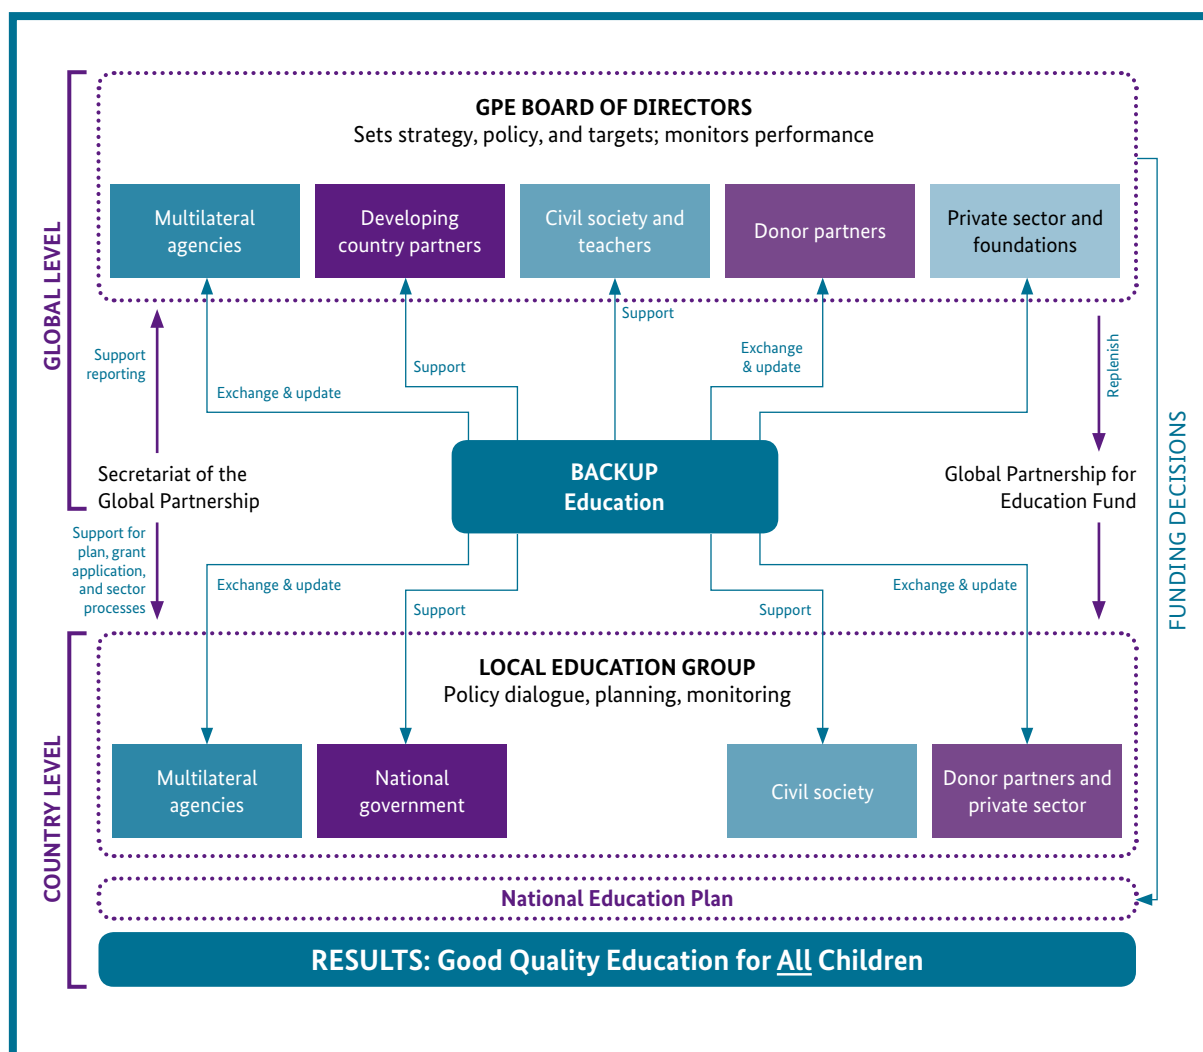 GPE BOARD OF DIRECTORS
Sets strategy, policy, and targets; monitors performance
Multilateral
agencies
Developing
country partners
Civil society and
teachers
Donor partners
Private sector and
foundations
GLOBAL LEVEL
Support
reporting
Exchange & update
Support
Support
Exchange
& update
Replenish
FUNDING DECISIONS
Secretariat of the
Global Partnership
BACKUP
Education
Global Partnership for
Education Fund
Support for
plan, grant
application,
and sector
processes
Exchange & update
Support
Support
Exchange & update
COUNTRY LEVEL
LOCAL EDUCATION GROUP
Policy dialogue, planning, monitoring
Multilateral
agencies
National
government
Civil society
Donor partners and
private sector
National Education Plan
RESULTS: Good Quality Education for All Children